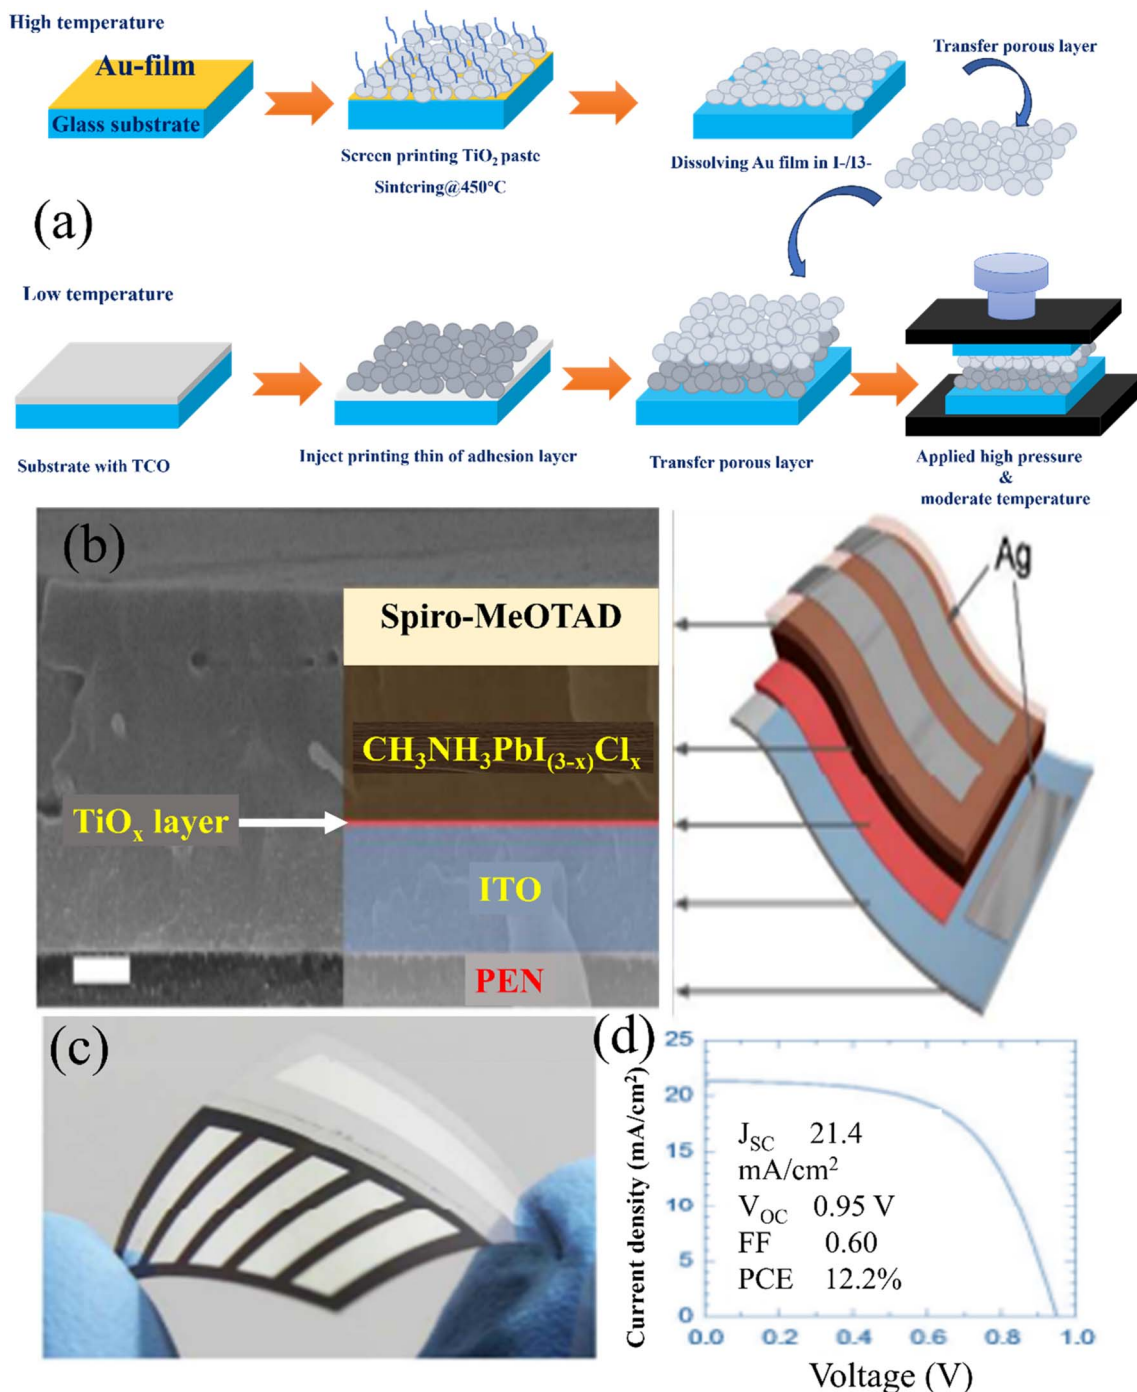 High temperature
Au-film
Glass substrate
Screen printing TiO₂ paste
Sintering@450°C
Dissolving Au film in I-/I3-
Transfer porous layer
(a)
Low temperature
Substrate with TCO
Inject printing thin of adhesion layer
Transfer porous layer
Applied high pressure
&
moderate temperature
(b)
Spiro-MeOTAD
CH₃NH₃PbI₍₃₋ₓ₎Clₓ
TiOₓ layer
ITO
PEN
Ag
(c)
(d)
Current density (mA/cm²)
25
20
15
10
5
0
J_SC 21.4
mA/cm²
V_OC 0.95 V
FF 0.60
PCE 12.2%
0.0 0.2 0.4 0.6 0.8 1.0
Voltage (V)